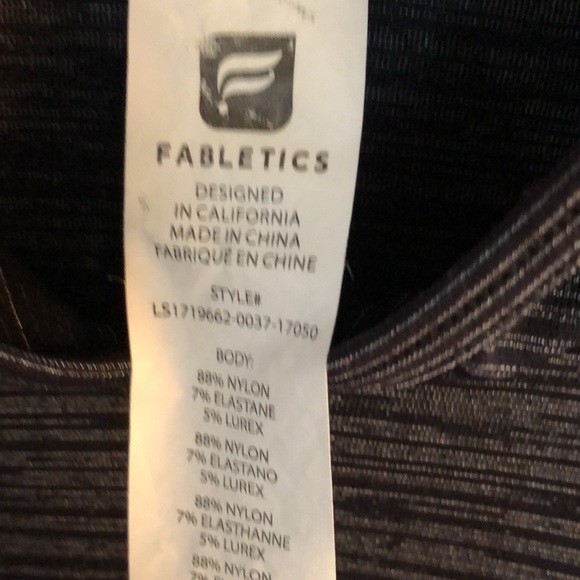 FABLETICS
DESIGNED
IN CALIFORNIA
MADE IN CHINA
FABRIQUÉ EN CHINE
STYLE#
LS1719662-0037-17050
BODY:
88% NYLON
7% ELASTANE
5% LUREX
88% NYLON
7% ELASTANO
5% LUREX
88% NYLON
7% ELASTHANNE
5% LUREX
88% NYLON